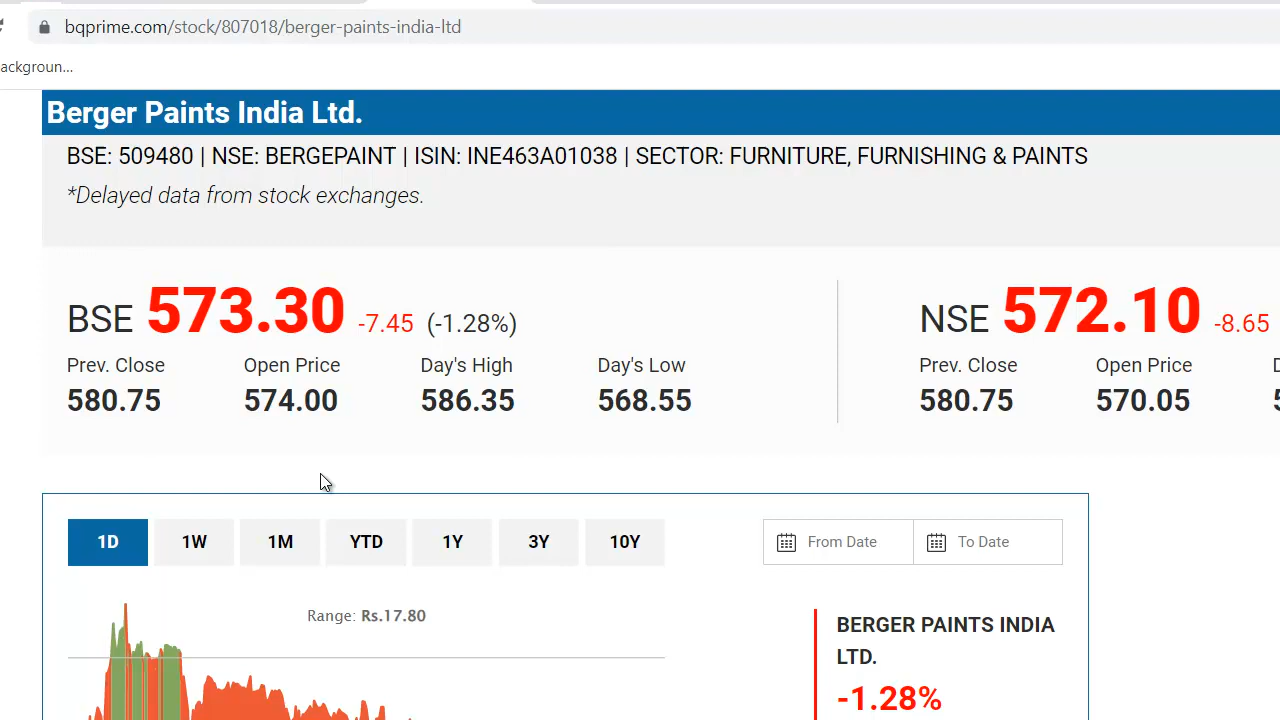 bqprime.com/stock/807018/berger-paints-india-ltd
ackgroun...
Berger Paints India Ltd.
BSE: 509480 | NSE: BERGEPAINT | ISIN: INE463A01038 | SECTOR: FURNITURE, FURNISHING & PAINTS
*Delayed data from stock exchanges.
BSE 573.30 -7.45 (-1.28%)
Prev. Close Open Price Day's High Day's Low
580.75 574.00 586.35 568.55
NSE 572.10 -8.65
Prev. Close Open Price
580.75 570.05
1D 1W 1M YTD 1Y 3Y 10Y
From Date To Date
Range: Rs.17.80
BERGER PAINTS INDIA
LTD.
-1.28%